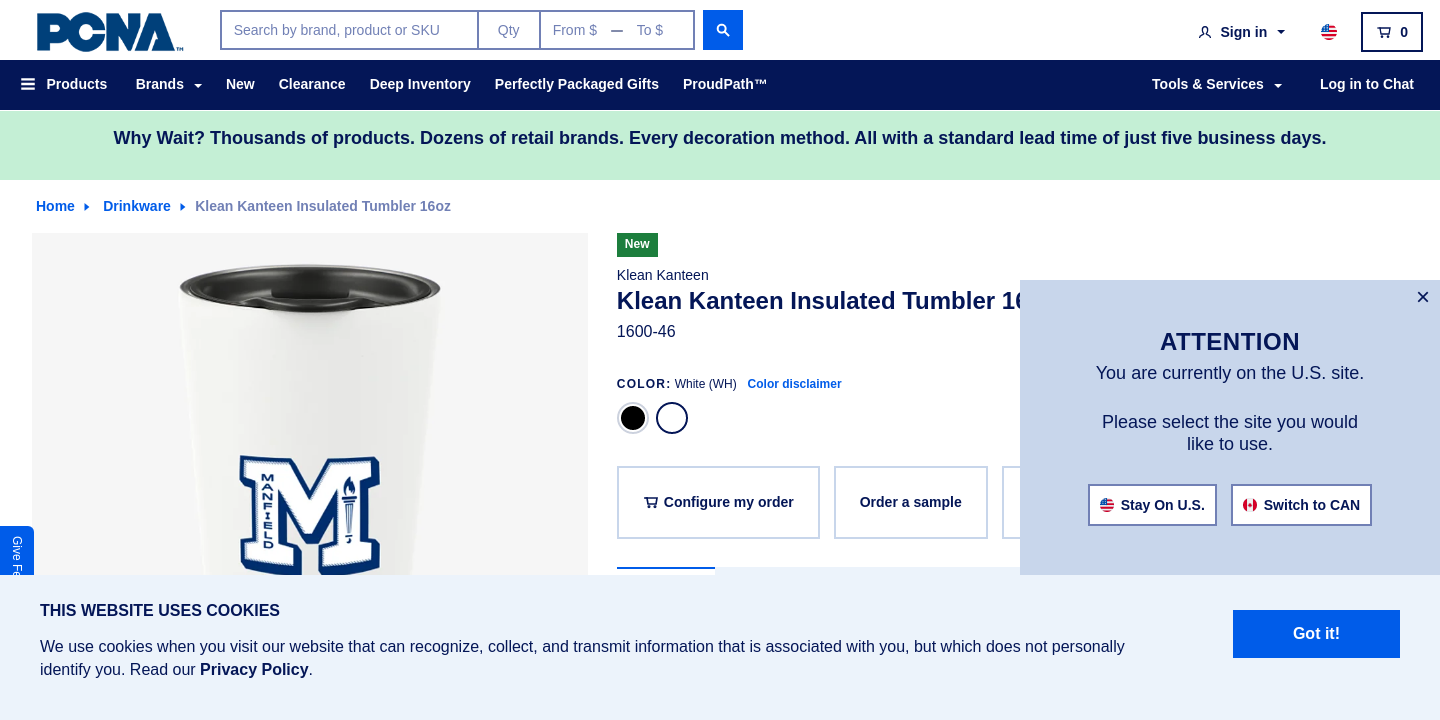 PCNA™
Search by brand, product or SKU
Qty
From $ — To $
Sign in
0
Products
Brands
New
Clearance
Deep Inventory
Perfectly Packaged Gifts
ProudPath™
Tools & Services
Log in to Chat
Why Wait? Thousands of products. Dozens of retail brands. Every decoration method. All with a standard lead time of just five business days.
Home
Drinkware
Klean Kanteen Insulated Tumbler 16oz
MANFIELD
M
New
Klean Kanteen
Klean Kanteen Insulated Tumbler 16
1600-46
COLOR: White (WH) Color disclaimer
Configure my order
Order a sample
×
ATTENTION
You are currently on the U.S. site.
Please select the site you would
like to use.
Stay On U.S.
Switch to CAN
Give Fe
THIS WEBSITE USES COOKIES
We use cookies when you visit our website that can recognize, collect, and transmit information that is associated with you, but which does not personally
identify you. Read our Privacy Policy.
Got it!